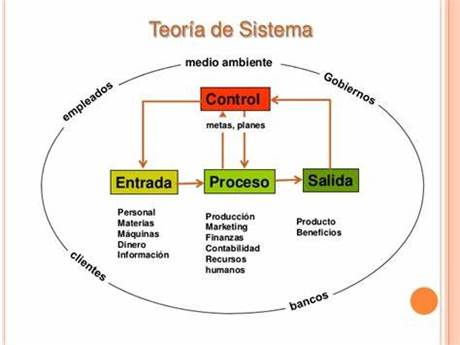 Teoría de Sistema
medio ambiente
empleados
Gobiernos
Control
metas, planes
Entrada
Proceso
Salida
Personal
Materias
Máquinas
Dinero
Información
Producción
Marketing
Finanzas
Contabilidad
Recursos
humanos
Producto
Beneficios
clientes
bancos